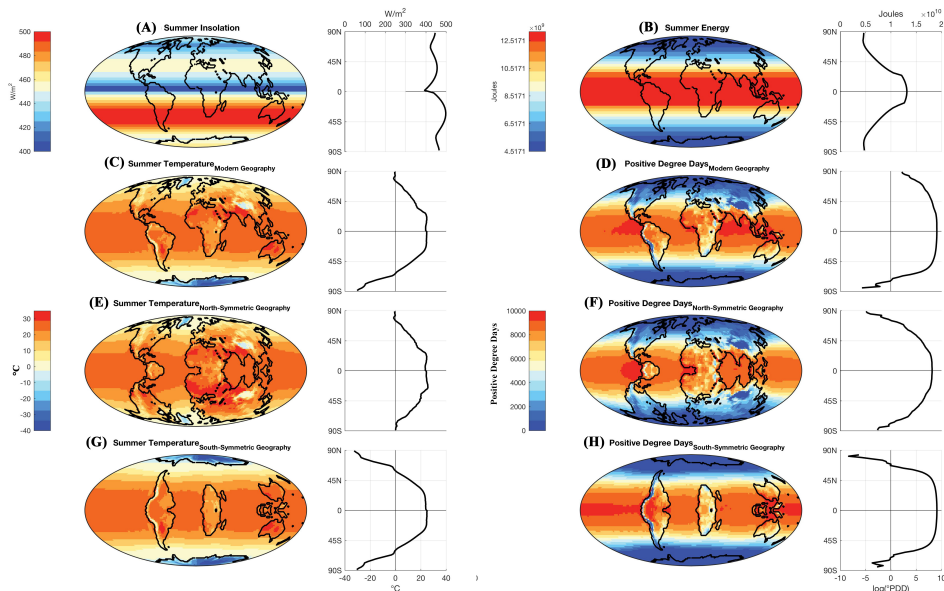 W/m²
0 100 200 300 400 500
Joules
x 10¹⁰
0 0.5 1 1.5 2
(A) Summer Insolation
(B) Summer Energy
500
480
460
440
420
400
W/m²
90N
45N
0
45S
90S
x 10⁹
12.5171
10.5171
8.5171
6.5171
4.5171
Joules
90N
45N
0
45S
90S
(C) Summer Temperature Modern Geography
90N
45N
0
45S
90S
(D) Positive Degree Days Modern Geography
90N
45N
0
45S
90S
(E) Summer Temperature North-Symmetric Geography
30
20
10
0
-10
-20
-30
-40
°C
90N
45N
0
45S
90S
(F) Positive Degree Days North-Symmetric Geography
10000
8000
6000
4000
2000
0
Positive Degree Days
90N
45N
0
45S
90S
(G) Summer Temperature South-Symmetric Geography
90N
45N
0
45S
90S
-40 -20 0 20 40
°C
(H) Positive Degree Days South-Symmetric Geography
90N
45N
0
45S
90S
-10 -5 0 5 10
log(°PDD)